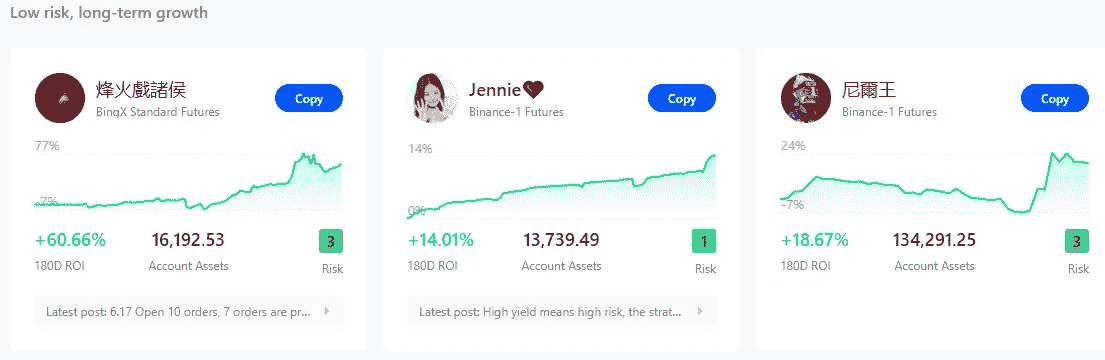 Low risk, long-term growth
烽火戲諸侯
BingX Standard Futures
Copy
77%
-7%
+60.66%
16,192.53
3
180D ROI
Account Assets
Risk
Latest post: 6.17 Open 10 orders, 7 orders are pr...
Jennie❤
Binance-1 Futures
Copy
14%
0%
+14.01%
13,739.49
1
180D ROI
Account Assets
Risk
Latest post: High yield means high risk, the strat...
尼爾王
Binance-1 Futures
Copy
24%
-7%
+18.67%
134,291.25
3
180D ROI
Account Assets
Risk